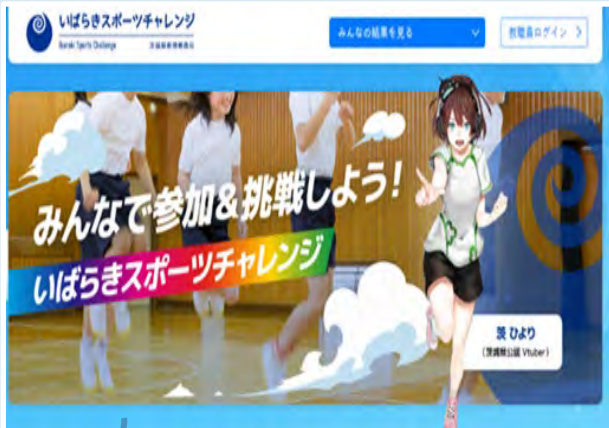 いばらきスポーツチャレンジ
Ibaraki Sports Challenge
茨城県教育委員会
みんなの結果を見る
教職員ログイン
みんなで参加&挑戦しよう!
いばらきスポーツチャレンジ
茨 ひより
(茨城県公認 Vtuber)